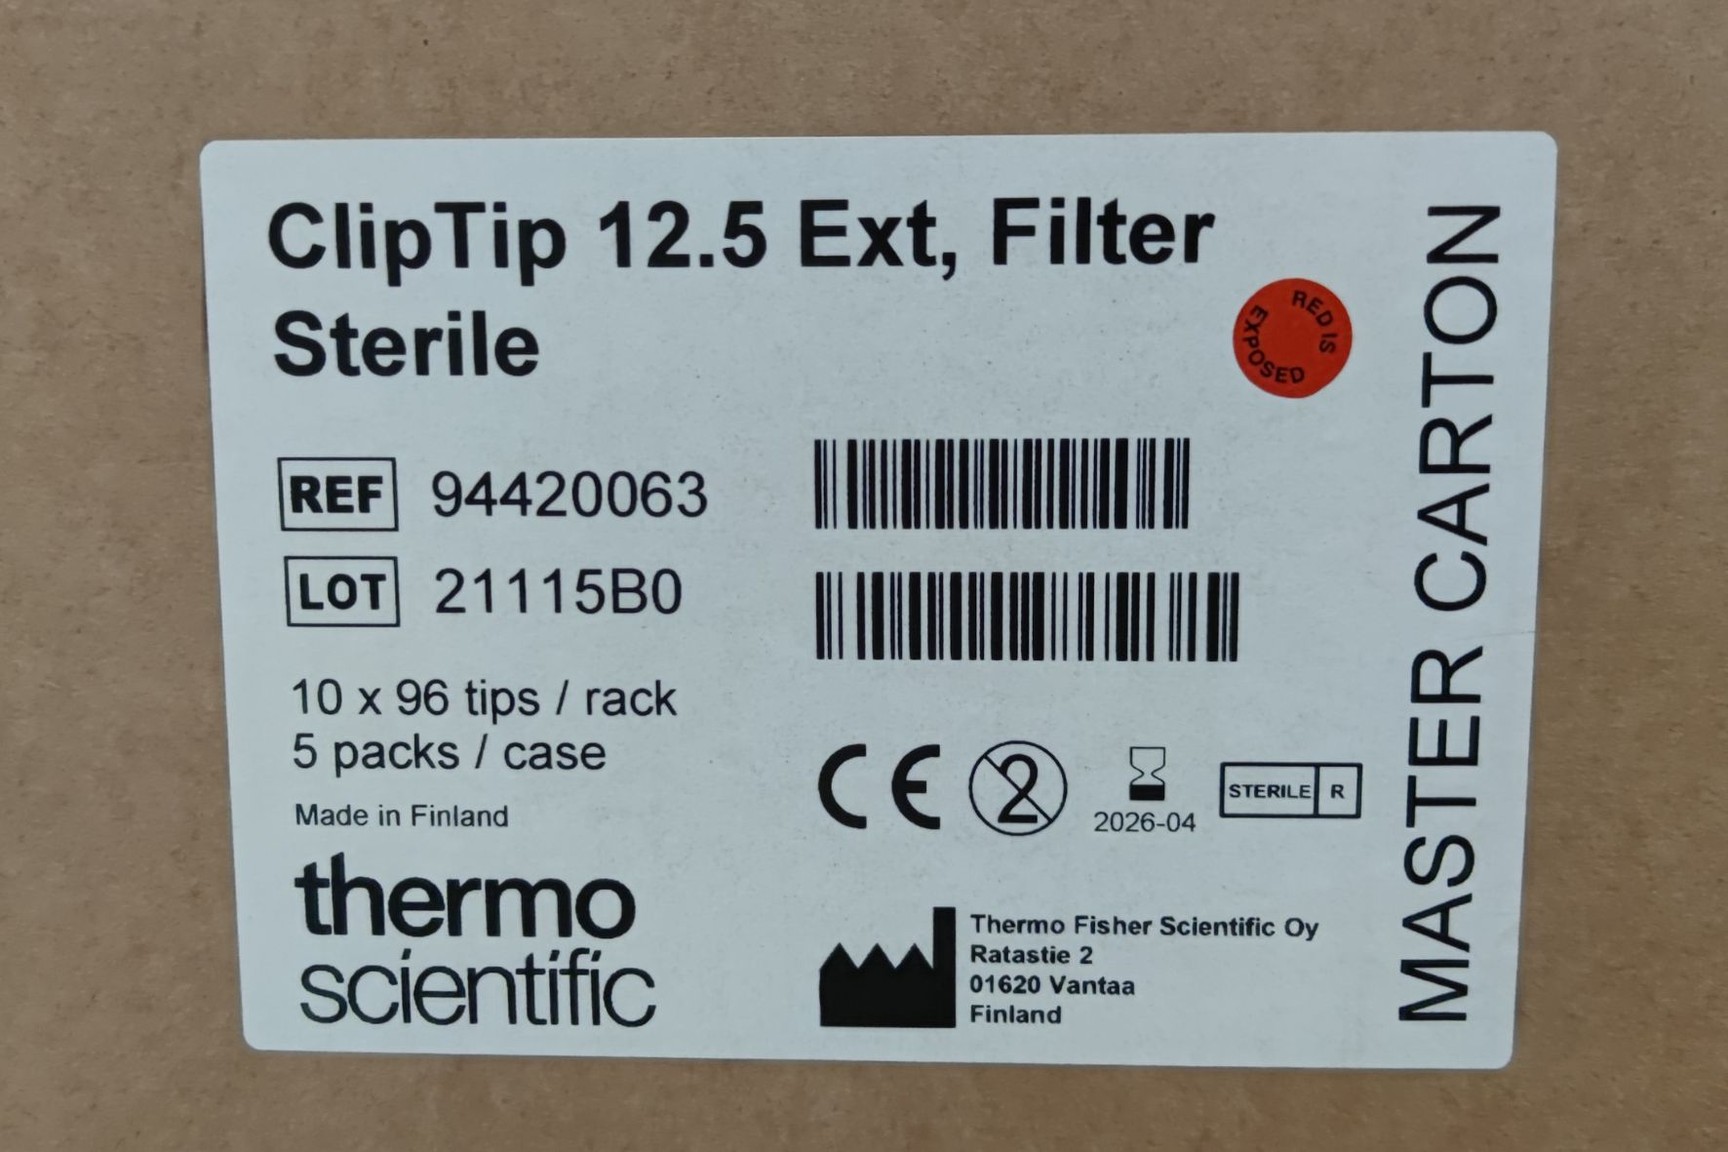 ClipTip 12.5 Ext, Filter
Sterile
RED IS EXPOSED
REF 94420063
LOT 21115B0
10 x 96 tips / rack
5 packs / case
Made in Finland
thermo
scientific
CE
2
2026-04
STERILE R
Thermo Fisher Scientific Oy
Ratastie 2
01620 Vantaa
Finland
MASTER CARTON